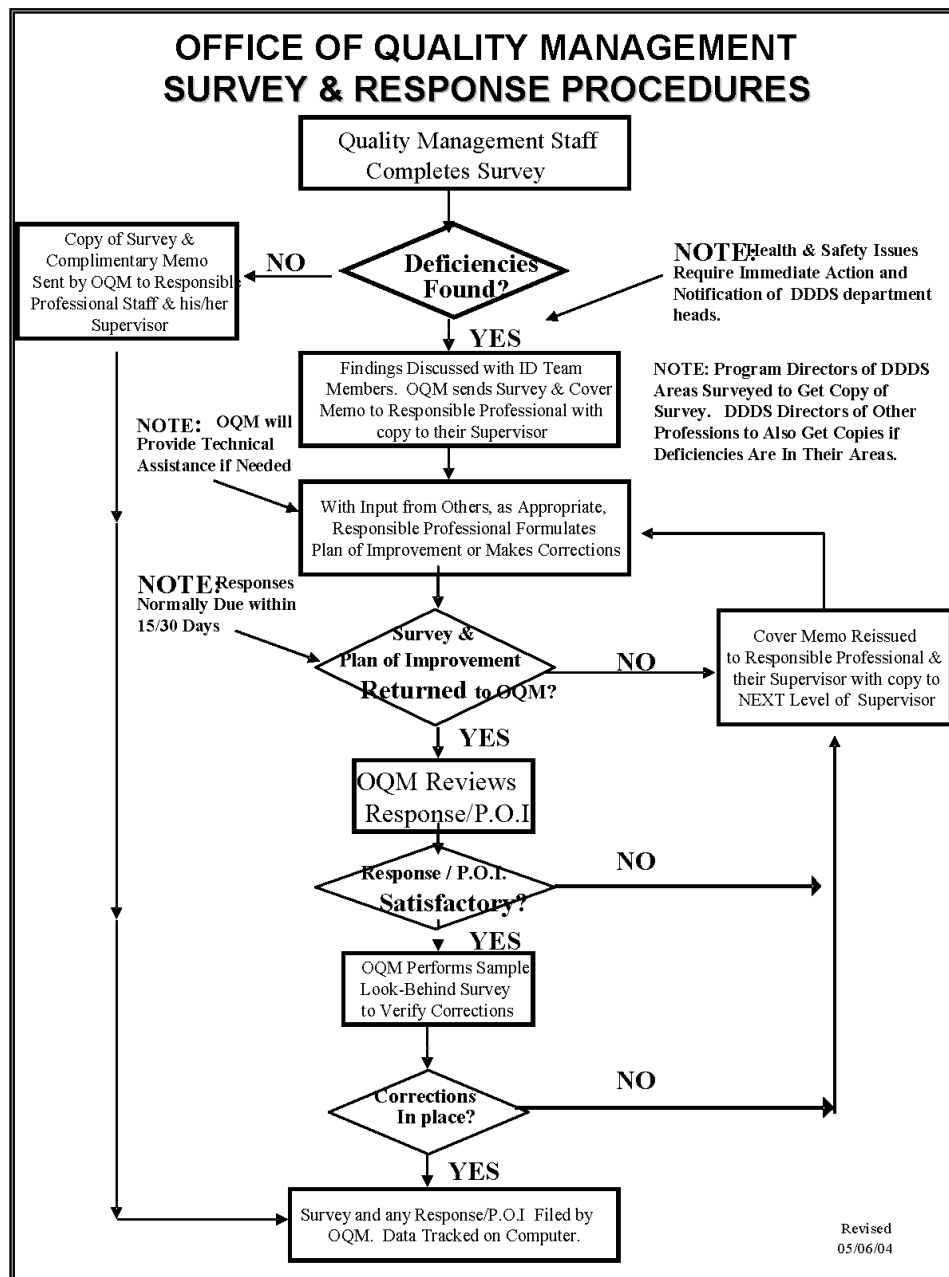 OFFICE OF QUALITY MANAGEMENT
SURVEY & RESPONSE PROCEDURES
Quality Management Staff
Completes Survey
Copy of Survey &
Complimentary Memo
Sent by OQM to Responsible
Professional Staff & his/her
Supervisor
NO
Deficiencies
Found?
NOTE: Health & Safety Issues
Require Immediate Action and
Notification of DDDS department
heads.
YES
Findings Discussed with ID Team
Members. OQM sends Survey & Cover
Memo to Responsible Professional with
copy to their Supervisor
NOTE: Program Directors of DDDS
Areas Surveyed to Get Copy of
Survey. DDDS Directors of Other
Professions to Also Get Copies if
Deficiencies Are In Their Areas.
NOTE: OQM will
Provide Technical
Assistance if Needed
With Input from Others, as Appropriate,
Responsible Professional Formulates
Plan of Improvement or Makes Corrections
NOTE: Responses
Normally Due within
15/30 Days
Survey &
Plan of Improvement
Returned to OQM?
NO
Cover Memo Reissued
to Responsible Professional &
their Supervisor with copy to
NEXT Level of Supervisor
YES
OQM Reviews
Response/P.O.I
Response / P.O.I.
Satisfactory?
NO
YES
OQM Performs Sample
Look-Behind Survey
to Verify Corrections
Corrections
In place?
NO
YES
Survey and any Response/P.O.I Filed by
OQM. Data Tracked on Computer.
Revised
05/06/04